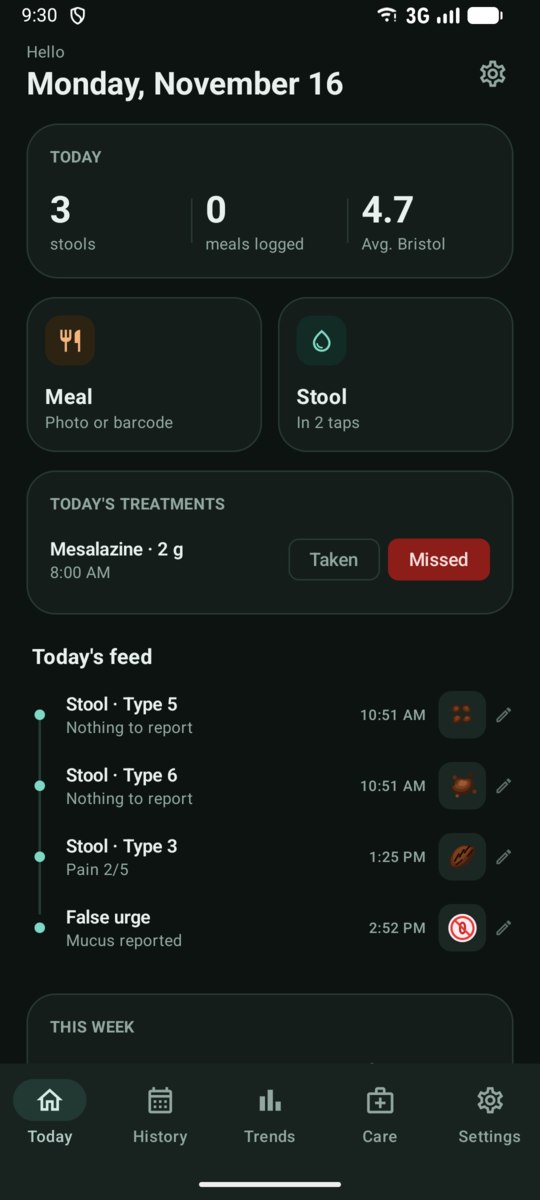 9:30
3G
Hello
Monday, November 16
TODAY
3
stools
0
meals logged
4.7
Avg. Bristol
Meal
Photo or barcode
Stool
In 2 taps
TODAY'S TREATMENTS
Mesalazine · 2 g
8:00 AM
Taken
Missed
Today's feed
Stool · Type 5
Nothing to report
10:51 AM
Stool · Type 6
Nothing to report
10:51 AM
Stool · Type 3
Pain 2/5
1:25 PM
False urge
Mucus reported
2:52 PM
THIS WEEK
Today
History
Trends
Care
Settings